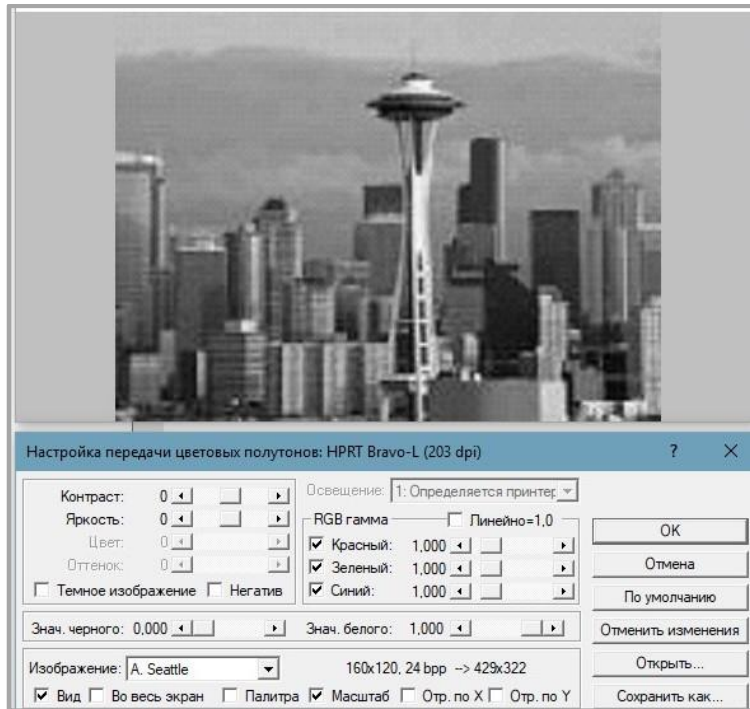 Настройка передачи цветовых полутонов: HPRT Bravo-L (203 dpi) ? X
Контраст: 0
Яркость: 0
Цвет: 0
Оттенок: 0
Темное изображение Негатив
Освещение: 1: Определяется принтер
RGB гамма Линейно=1,0
Красный: 1,000
Зеленый: 1,000
Синий: 1,000
OK
Отмена
По умолчанию
Отменить изменения
Открыть...
Сохранить как...
Знач. черного: 0,000 Знач. белого: 1,000
Изображение: A. Seattle 160x120, 24 bpp --> 429x322
Вид Во весь экран Палитра Масштаб Отр. по X Отр. по Y